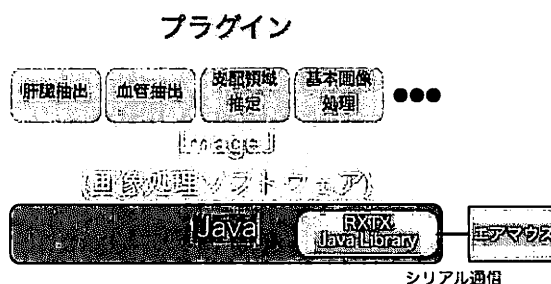 プラグイン
肝臓抽出
血管抽出
支配領域
推定
基本画像
処理
●●●
ImageJ
(画像処理ソフトウェア)
Java
RXTX
Java Library
エアマウス
シリアル通信